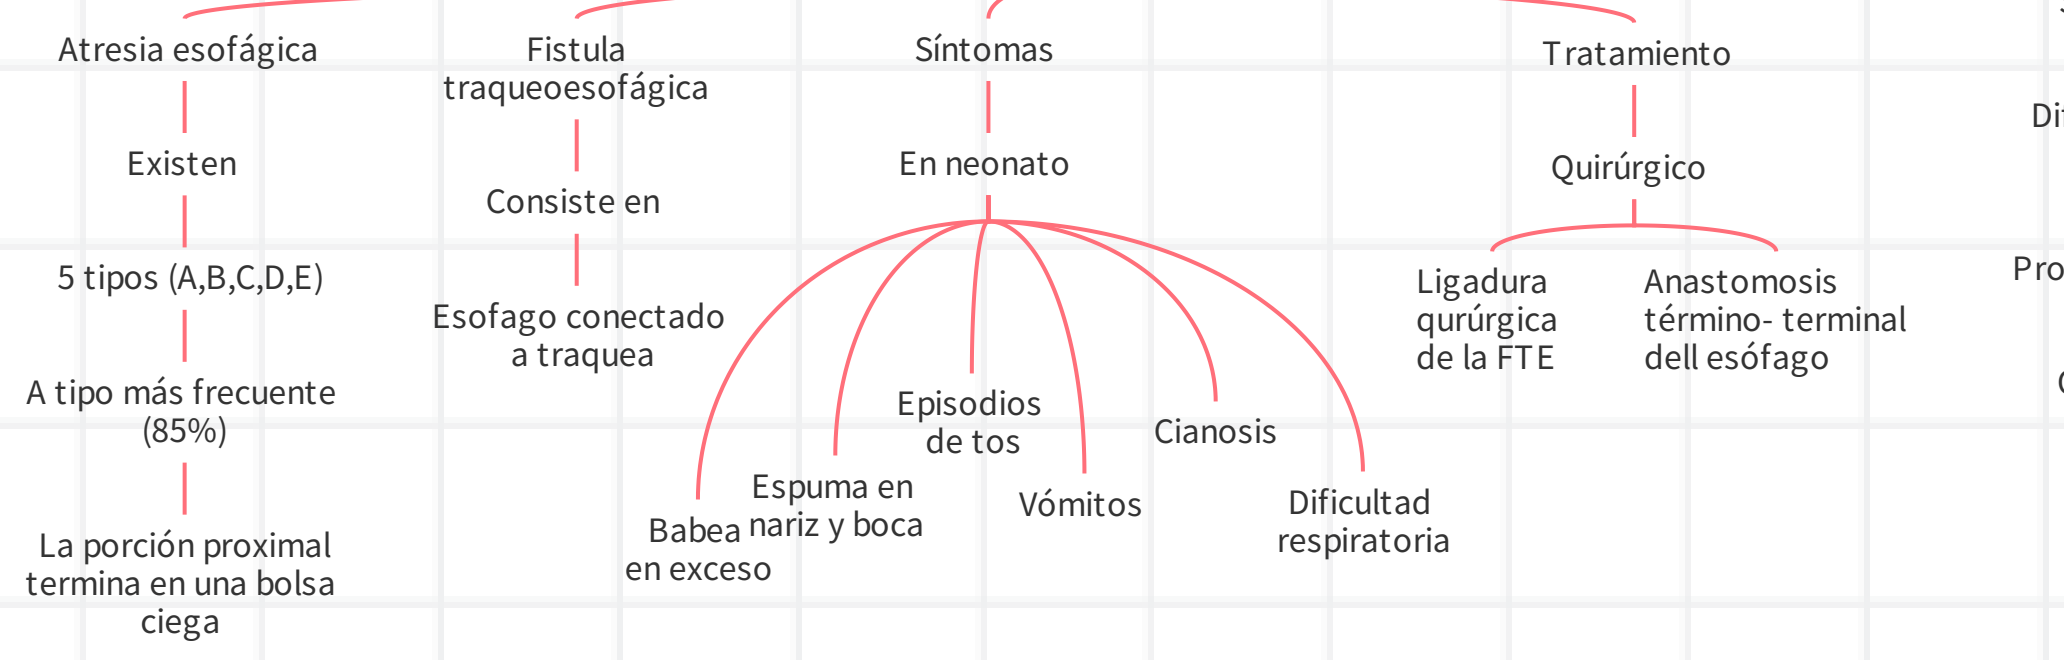 Atresia esofágica
Existen
5 tipos (A,B,C,D,E)
A tipo más frecuente
(85%)
La porción proximal
termina en una bolsa
ciega
Fistula
traqueoesofágica
Consiste en
Esofago conectado
a traquea
Síntomas
En neonato
Babea
en exceso
Espuma en
nariz y boca
Episodios
de tos
Vómitos
Cianosis
Dificultad
respiratoria
Tratamiento
Quirúrgico
Ligadura
qurúrgica
de la FTE
Anastomosis
término- terminal
dell esófago